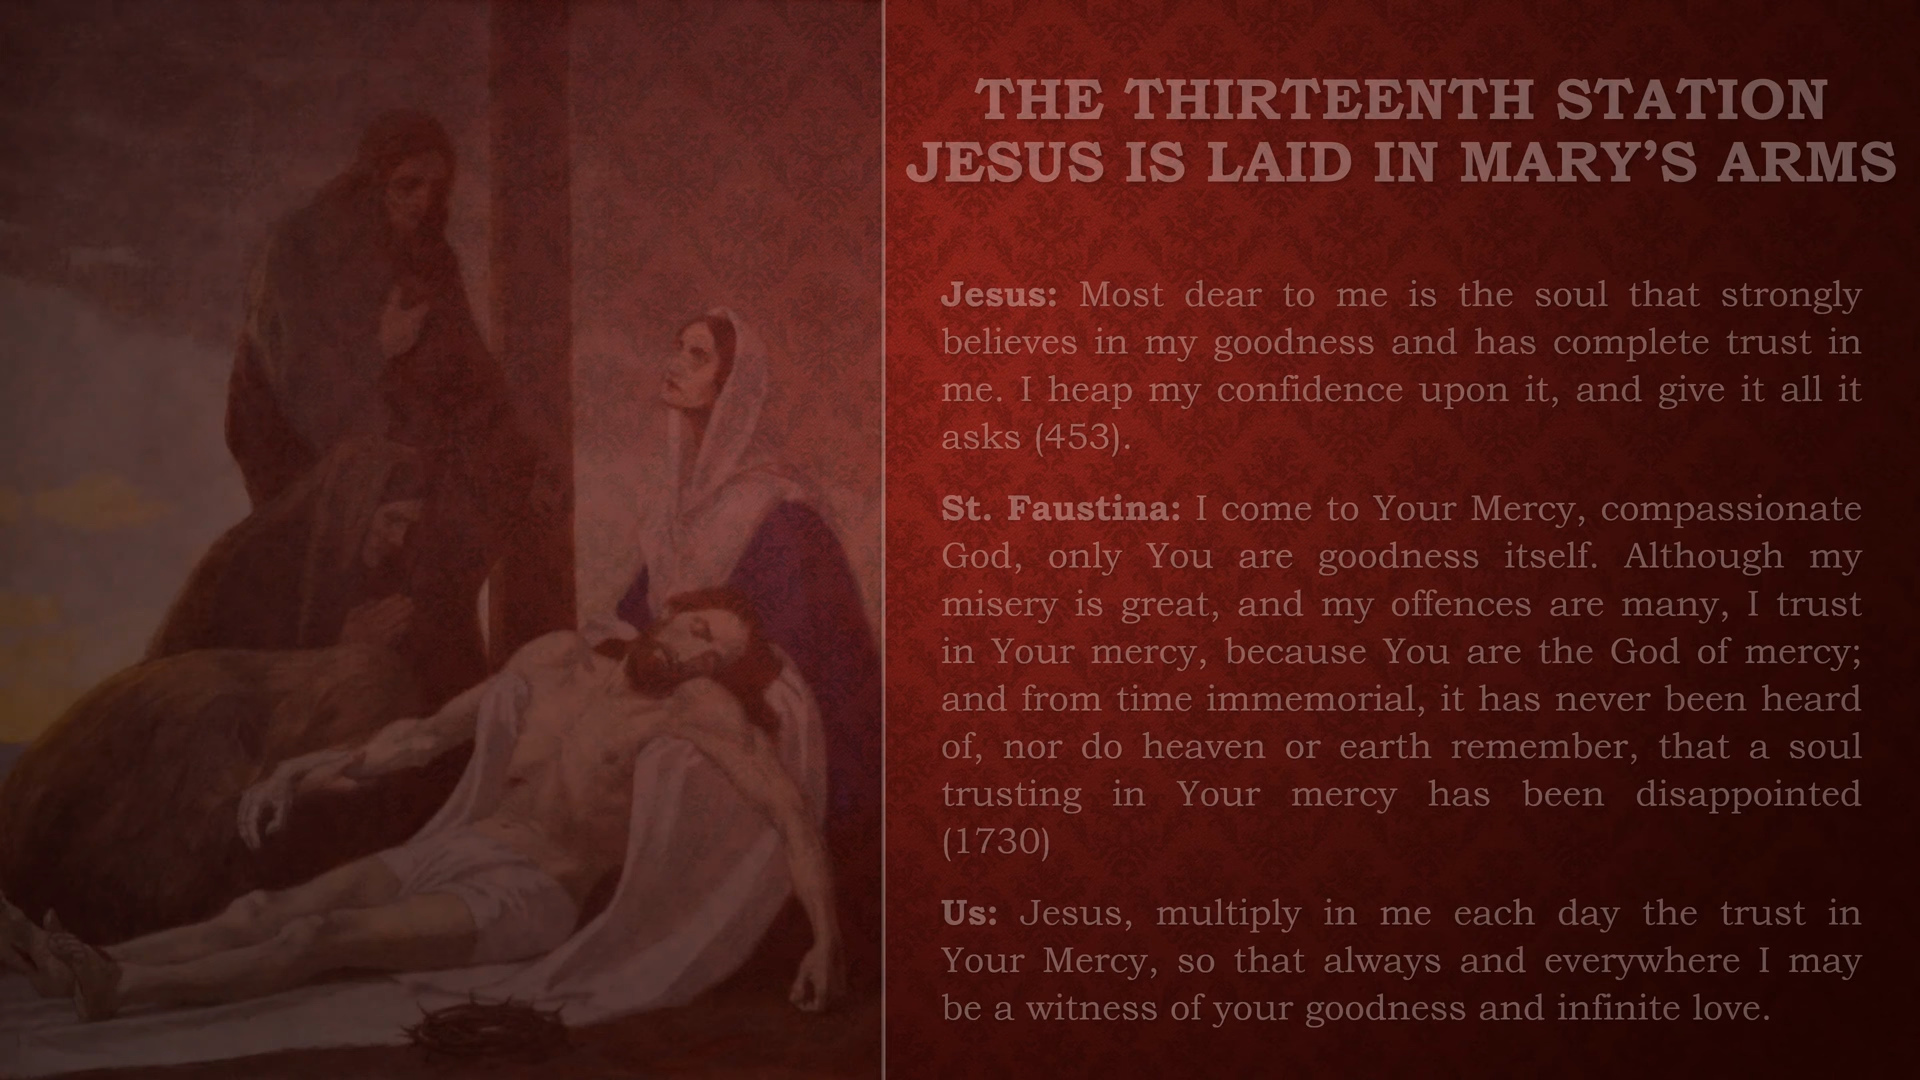 THE THIRTEENTH STATION
JESUS IS LAID IN MARY’S ARMS
Jesus: Most dear to me is the soul that strongly
believes in my goodness and has complete trust in
me. I heap my confidence upon it, and give it all it
asks (453).
St. Faustina: I come to Your Mercy, compassionate
God, only You are goodness itself. Although my
misery is great, and my offences are many, I trust
in Your mercy, because You are the God of mercy;
and from time immemorial, it has never been heard
of, nor do heaven or earth remember, that a soul
trusting in Your mercy has been disappointed
(1730)
Us: Jesus, multiply in me each day the trust in
Your Mercy, so that always and everywhere I may
be a witness of your goodness and infinite love.